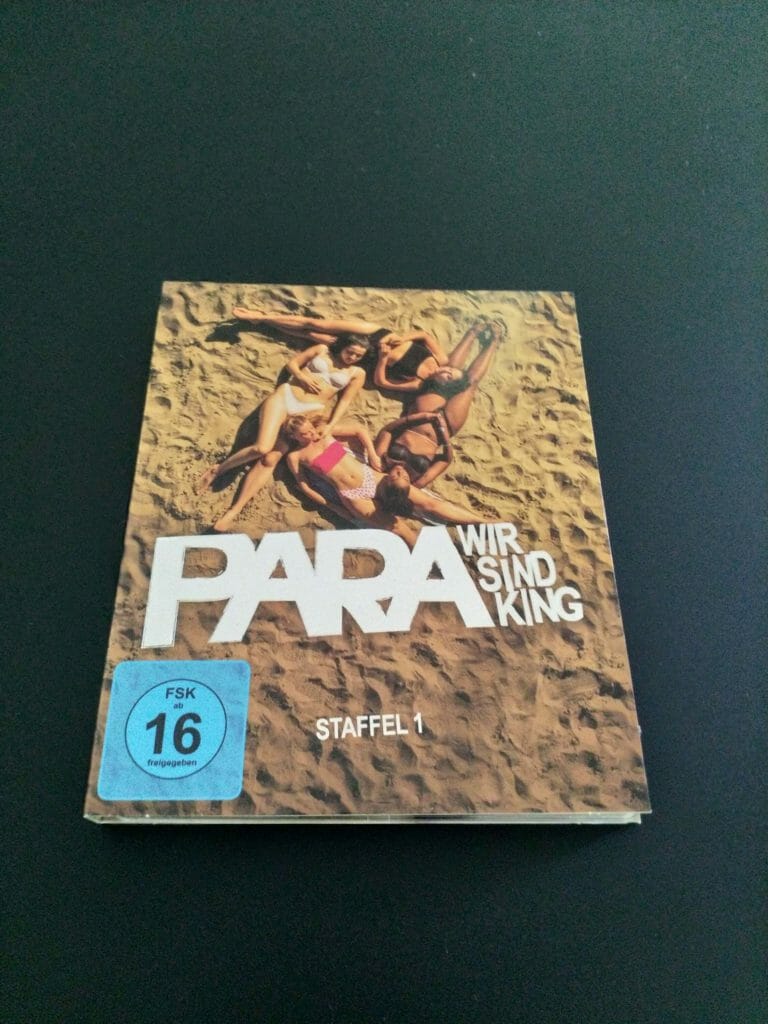 PARA
WIR
SIND
KING
STAFFEL 1
FSK
ab
16
freigegeben